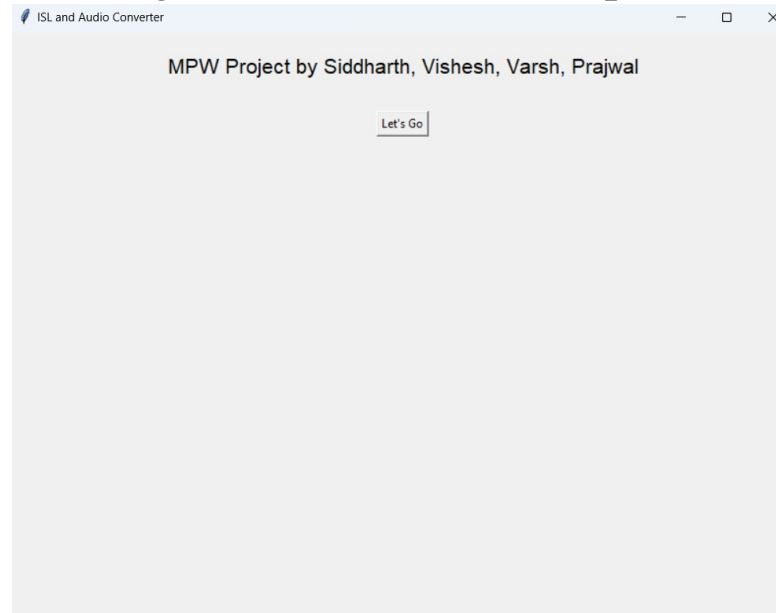 ISL and Audio Converter
MPW Project by Siddharth, Vishesh, Varsh, Prajwal
Let's Go